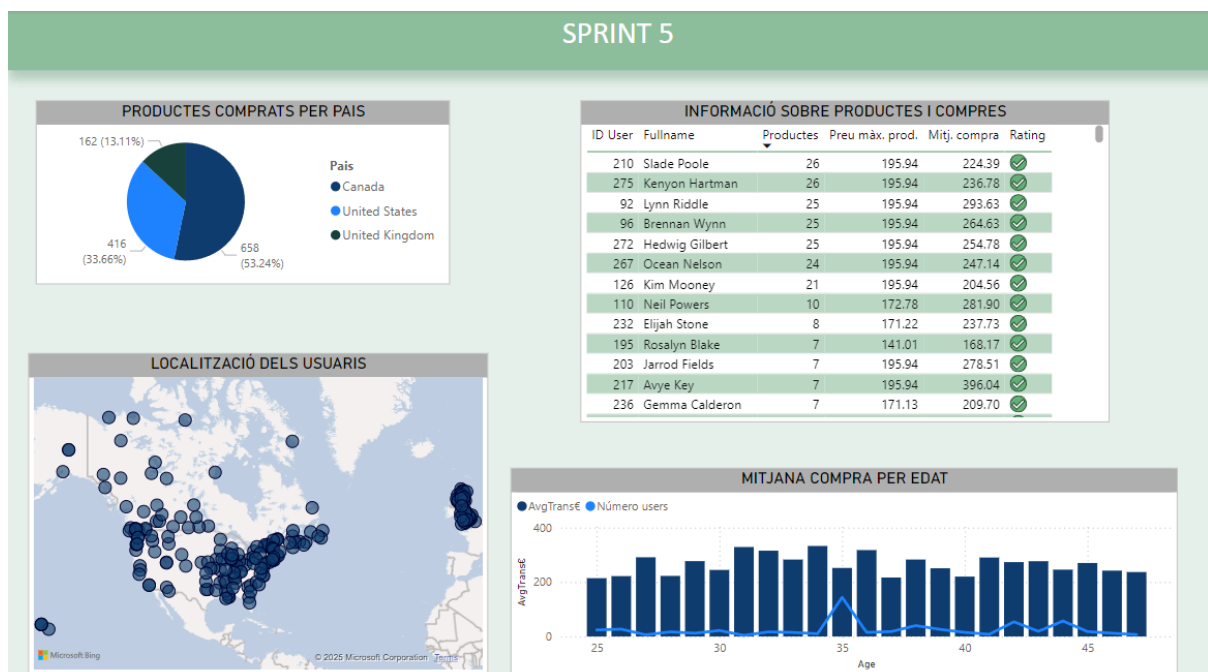 SPRINT 5
PRODUCTES COMPRATS PER PAIS
162 (13.11%)
416
(33.66%)
658
(53.24%)
Pais
Canada
United States
United Kingdom
INFORMACIÓ SOBRE PRODUCTES I COMPRES
ID User Fullname Productes Preu màx. prod. Mitj. compra Rating
210 Slade Poole 26 195.94 224.39
275 Kenyon Hartman 26 195.94 236.78
92 Lynn Riddle 25 195.94 293.63
96 Brennan Wynn 25 195.94 264.63
272 Hedwig Gilbert 25 195.94 254.78
267 Ocean Nelson 24 195.94 247.14
126 Kim Mooney 21 195.94 204.56
110 Neil Powers 10 172.78 281.90
232 Elijah Stone 8 171.22 237.73
195 Rosalyn Blake 7 141.01 168.17
203 Jarrod Fields 7 195.94 278.51
217 Avye Key 7 195.94 396.04
236 Gemma Calderon 7 171.13 209.70
LOCALITZACIÓ DELS USUARIS
Microsoft Bing
© 2025 Microsoft Corporation Terms
MITJANA COMPRA PER EDAT
AvgTrans€ Número users
AvgTrans€
400
200
0
25 30 35 40 45
Age